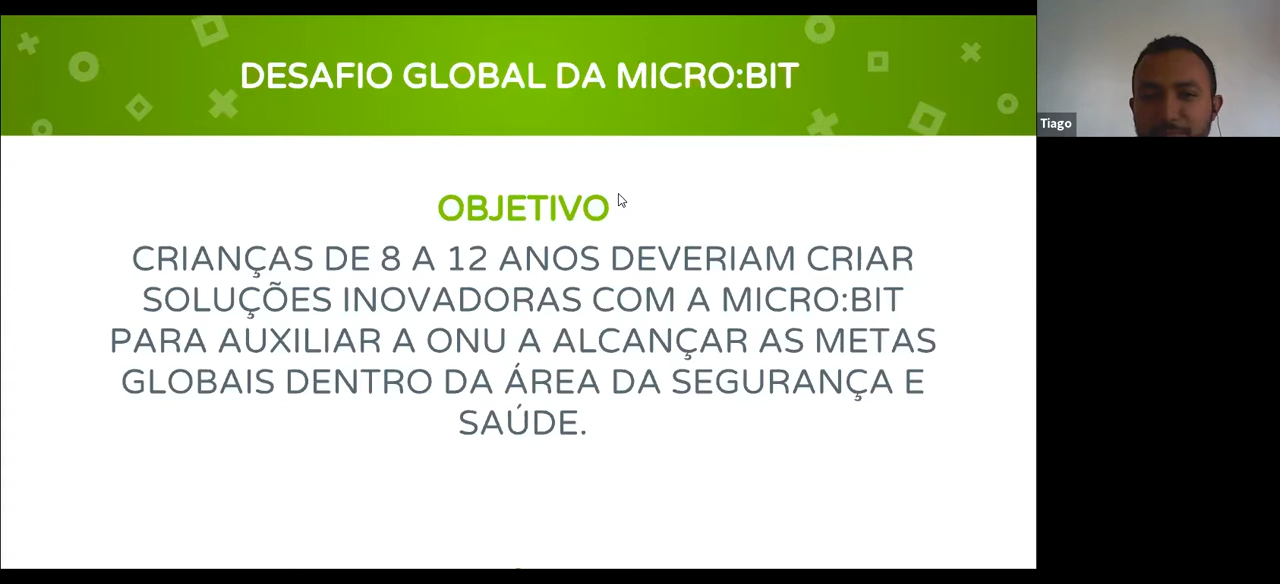 DESAFIO GLOBAL DA MICRO:BIT
Tiago
OBJETIVO
CRIANÇAS DE 8 A 12 ANOS DEVERIAM CRIAR
SOLUÇÕES INOVADORAS COM A MICRO:BIT
PARA AUXILIAR A ONU A ALCANÇAR AS METAS
GLOBAIS DENTRO DA ÁREA DA SEGURANÇA E
SAÚDE.